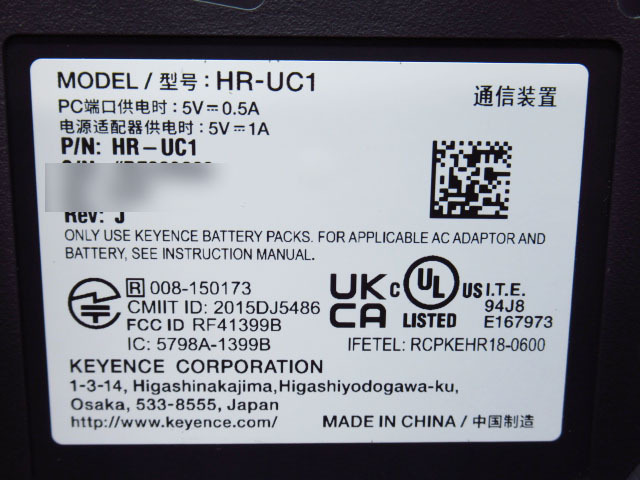 MODEL / 型号 : HR-UC1
通信装置
PC端口供电时 : 5V⎓0.5A
电源适配器供电时 : 5V⎓1A
P/N: HR-UC1
Rev: J
ONLY USE KEYENCE BATTERY PACKS. FOR APPLICABLE AC ADAPTOR AND
BATTERY, SEE INSTRUCTION MANUAL.
R 008-150173
CMIIT ID: 2015DJ5486
FCC ID RF41399B
IC: 5798A-1399B
UK
CA
C UL US
LISTED
I.T.E.
94J8
E167973
IFETEL: RCPKEHR18-0600
KEYENCE CORPORATION
1-3-14, Higashinakajima,Higashiyodogawa-ku,
Osaka, 533-8555, Japan
http://www.keyence.com/
MADE IN CHINA / 中国制造